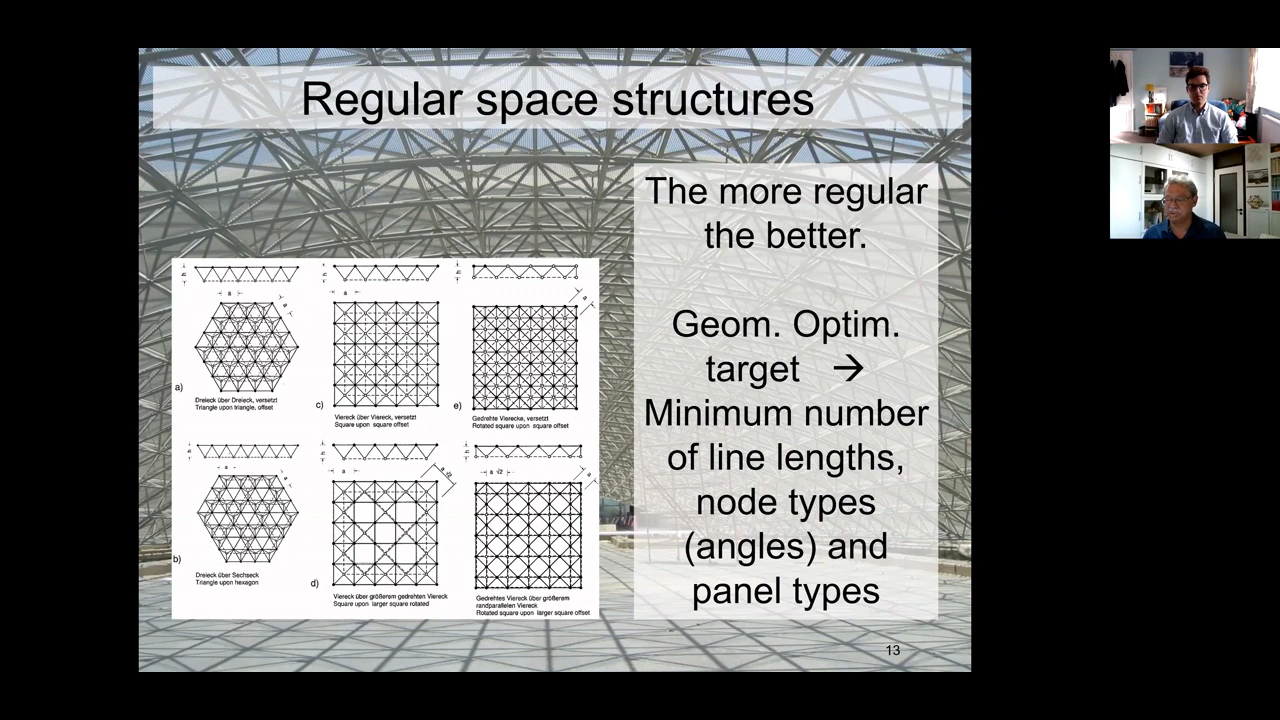 Regular space structures
The more regular
the better.
Geom. Optim.
target →
Minimum number
of line lengths,
node types
(angles) and
panel types
a)
Dreieck über Dreieck, versetzt
Triangle upon triangle, offset
c)
Viereck über Viereck, versetzt
Square upon square offset
e)
Gedrehte Vierecke, versetzt
Rotated square upon square offset
b)
Dreieck über Sechseck
Triangle upon hexagon
d)
Viereck über größerem gedrehten Viereck
Square upon larger square rotated
Gedrehtes Viereck über größerem
randparallelen Viereck
Rotated square upon larger square offset
h
a
a
h
a
h
a
h
a
a
h
a
a √2
h
a √2
a
13